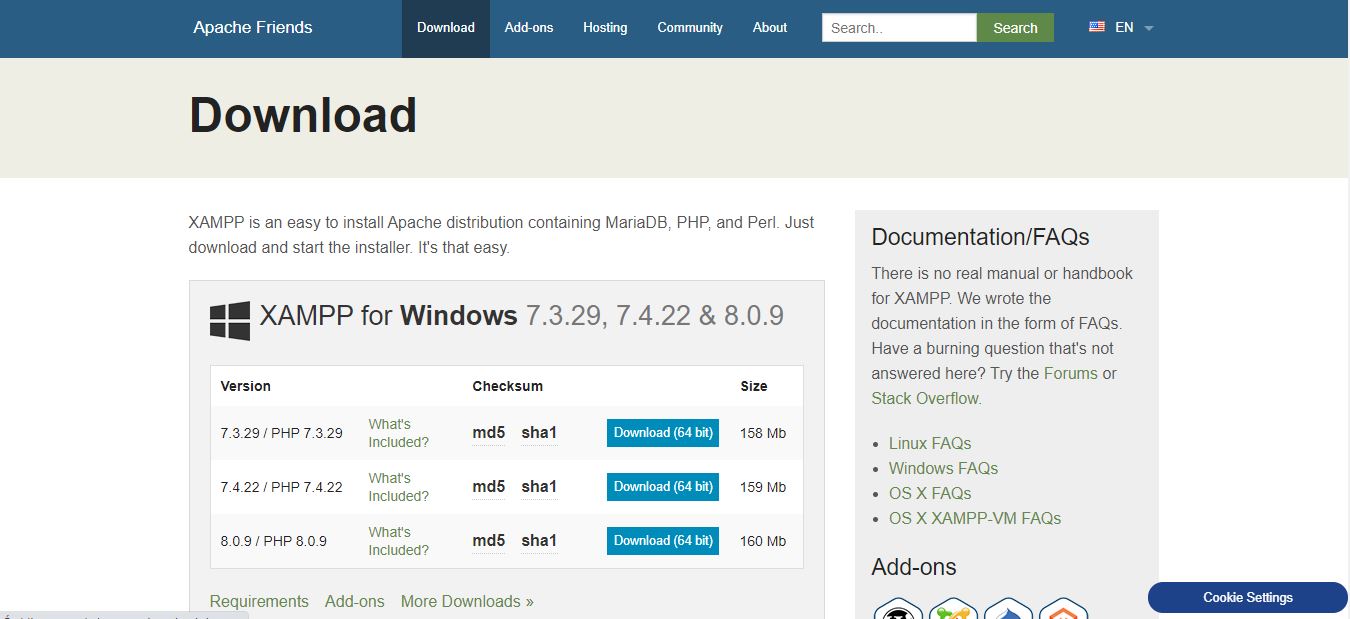 Apache Friends Download Add-ons Hosting Community About Search.. Search EN
Download
XAMPP is an easy to install Apache distribution containing MariaDB, PHP, and Perl. Just
download and start the installer. It's that easy.
XAMPP for Windows 7.3.29, 7.4.22 & 8.0.9
Version Checksum Size
7.3.29 / PHP 7.3.29 What's Included? md5 sha1 Download (64 bit) 158 Mb
7.4.22 / PHP 7.4.22 What's Included? md5 sha1 Download (64 bit) 159 Mb
8.0.9 / PHP 8.0.9 What's Included? md5 sha1 Download (64 bit) 160 Mb
Requirements Add-ons More Downloads »
Documentation/FAQs
There is no real manual or handbook
for XAMPP. We wrote the
documentation in the form of FAQs.
Have a burning question that's not
answered here? Try the Forums or
Stack Overflow.
• Linux FAQs
• Windows FAQs
• OS X FAQs
• OS X XAMPP-VM FAQs
Add-ons
Cookie Settings